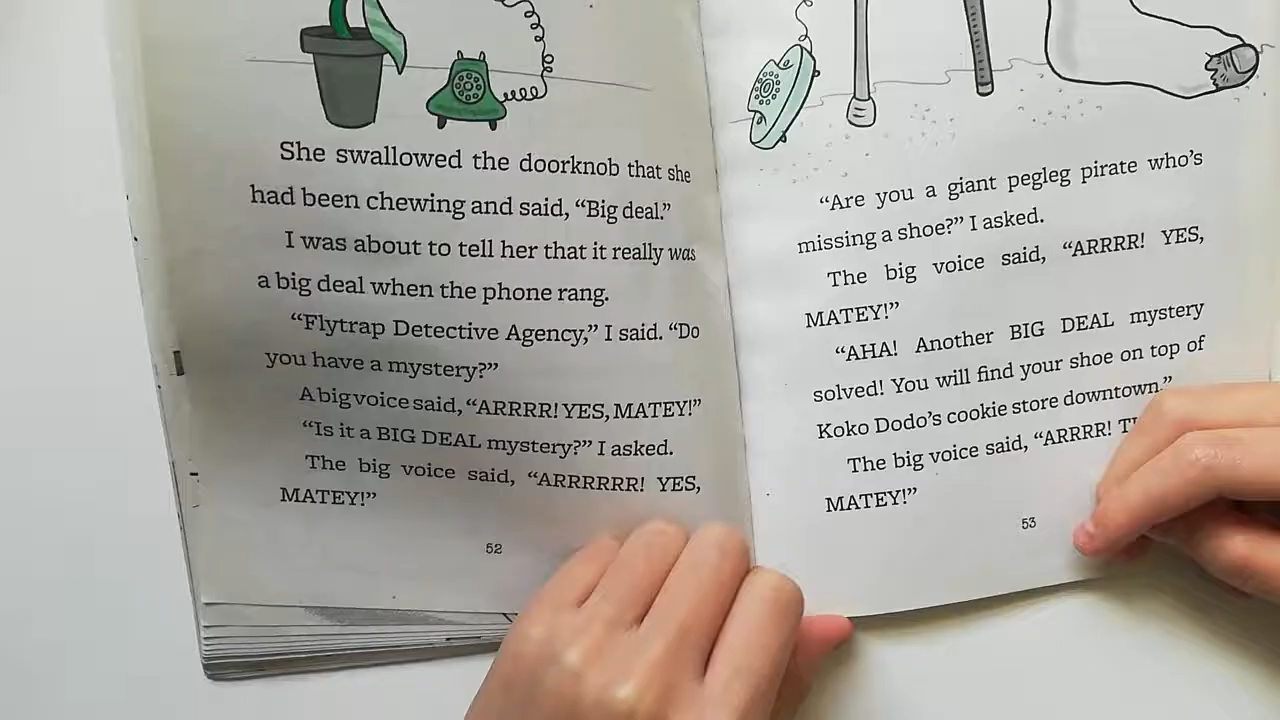 She swallowed the doorknob that she
had been chewing and said, “Big deal.”
I was about to tell her that it really was
a big deal when the phone rang.
“Flytrap Detective Agency,” I said. “Do
you have a mystery?”
A big voice said, “ARRRR! YES, MATEY!”
“Is it a BIG DEAL mystery?” I asked.
The big voice said, “ARRRRRR! YES,
MATEY!”
52
“Are you a giant pegleg pirate who’s
missing a shoe?” I asked.
The big voice said, “ARRRR! YES,
MATEY!”
“AHA! Another BIG DEAL mystery
solved! You will find your shoe on top of
Koko Dodo’s cookie store downtown.”
The big voice said, “ARRRR!
MATEY!”
53